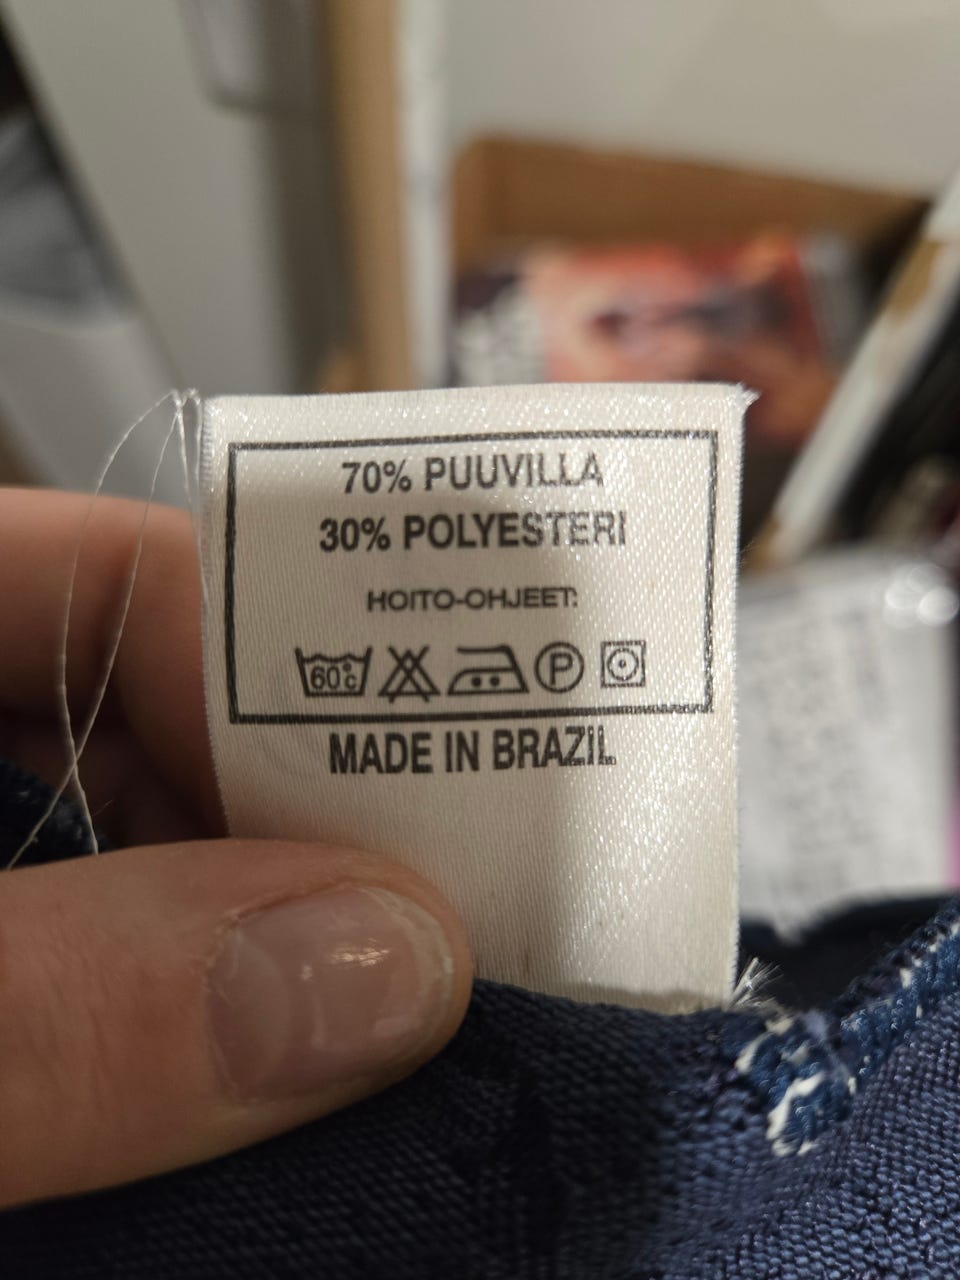 70% PUUVILLA
30% POLYESTERI
HOITO-OHJEET:
60°C P
MADE IN BRAZIL